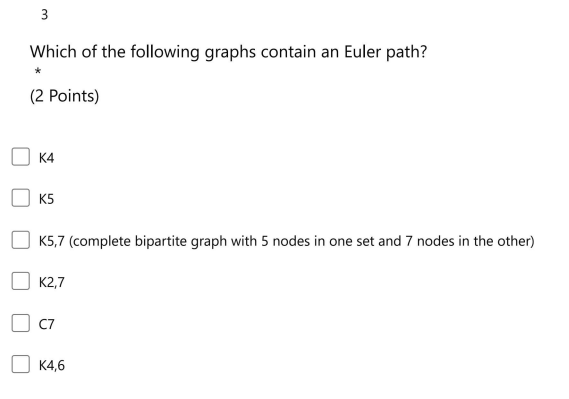 3
Which of the following graphs contain an Euler path?
*
(2 Points)
K4
K5
K5,7 (complete bipartite graph with 5 nodes in one set and 7 nodes in the other)
K2,7
C7
K4,6